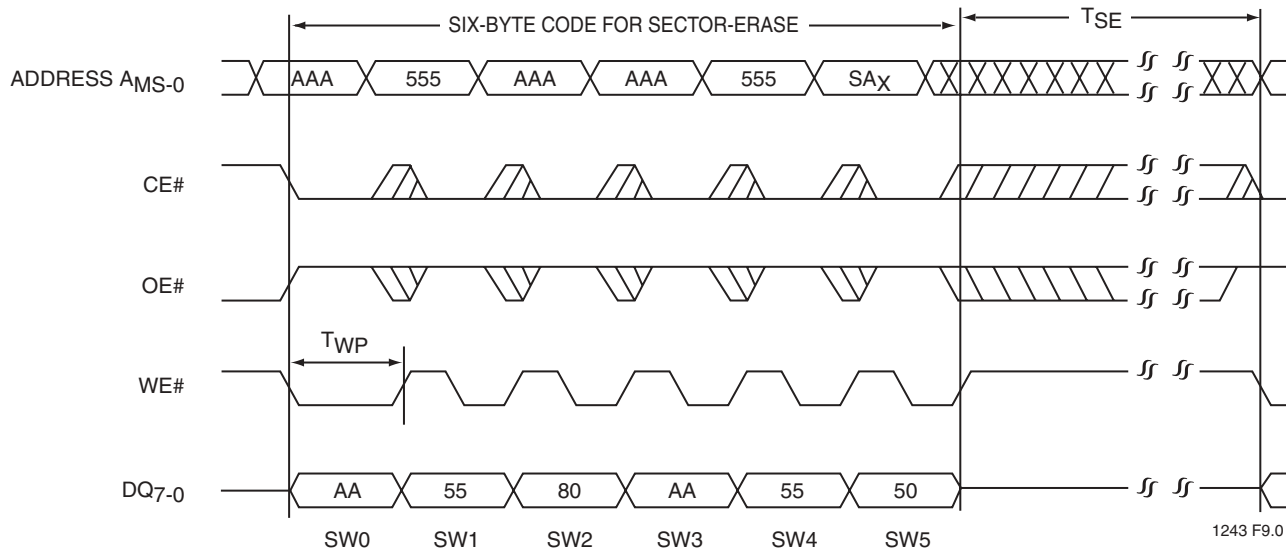 SIX-BYTE CODE FOR SECTOR-ERASE TSE
ADDRESS AMS-0 AAA 555 AAA AAA 555 SAX
CE#
OE#
TWP
WE#
DQ7-0 AA 55 80 AA 55 50
SW0 SW1 SW2 SW3 SW4 SW5
1243 F9.0